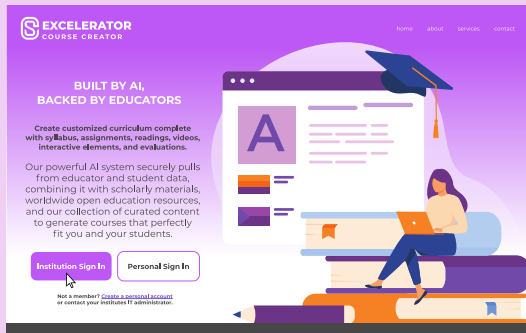 EXCELERATOR
COURSE CREATOR
home about services contact
BUILT BY AI,
BACKED BY EDUCATORS
Create customized curriculum complete
with syllabus, assignments, readings, videos,
interactive elements, and evaluations.
Our powerful AI system securely pulls
from educator and student data,
combining it with scholarly materials,
worldwide open education resources,
and our collection of curated content
to generate courses that perfectly
fit you and your students.
Institution Sign In
Personal Sign In
Not a member? Create a personal account
or contact your institutes IT administrator.
A